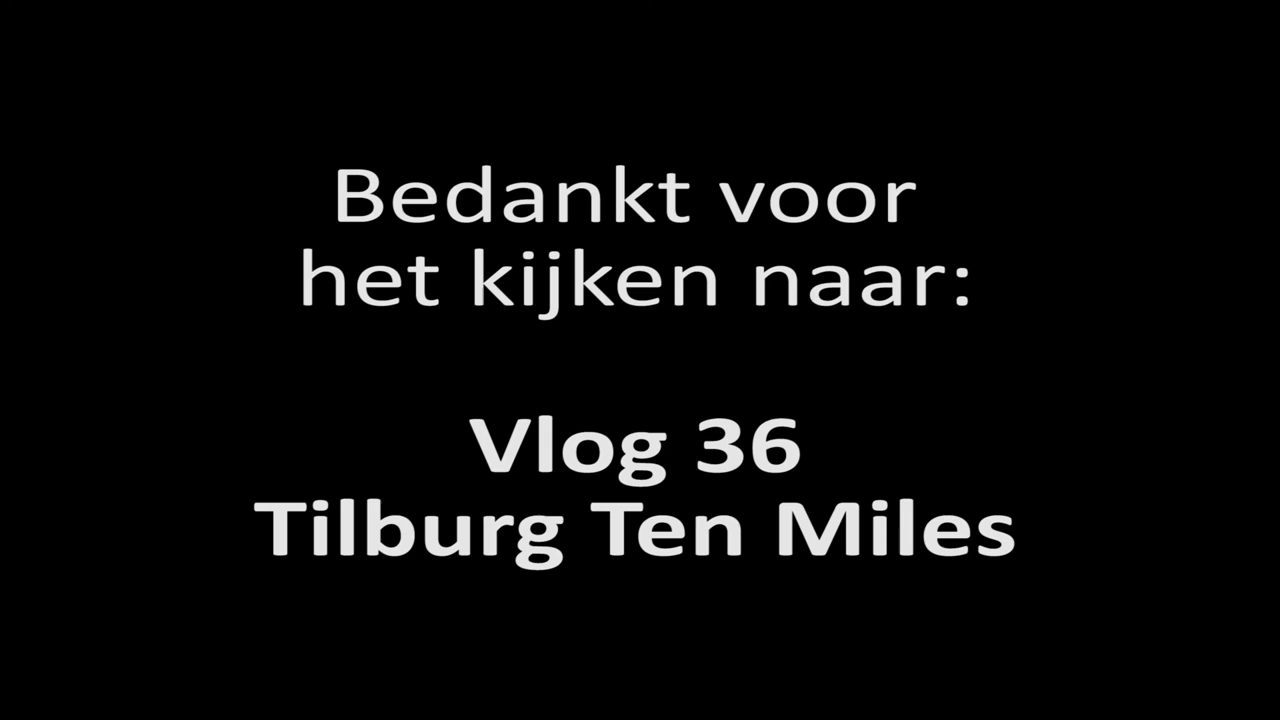 Bedankt voor
het kijken naar:
Vlog 36
Tilburg Ten Miles